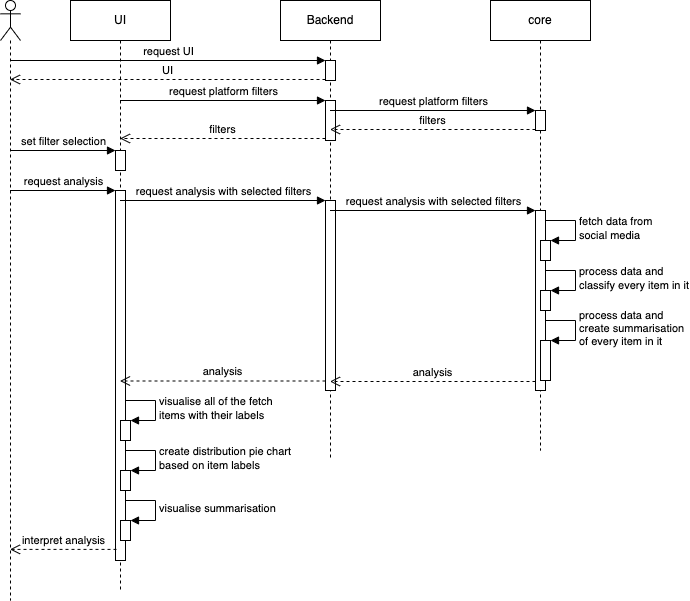 UI
Backend
core
request UI
UI
request platform filters
request platform filters
filters
filters
set filter selection
request analysis
request analysis with selected filters
request analysis with selected filters
fetch data from
social media
process data and
classify every item in it
process data and
create summarisation
of every item in it
analysis
analysis
visualise all of the fetch
items with their labels
create distribution pie chart
based on item labels
visualise summarisation
interpret analysis